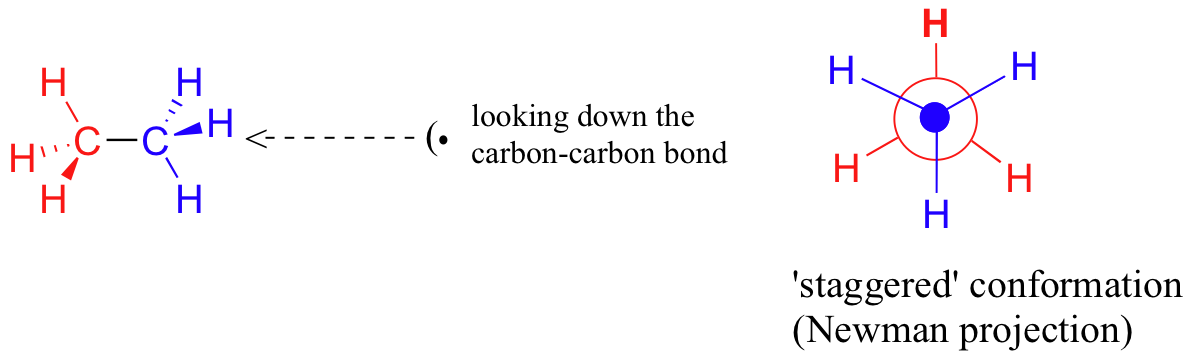 H H
H C C H
H H
looking down the
carbon-carbon bond
H
H H
H H
H
'staggered' conformation
(Newman projection)